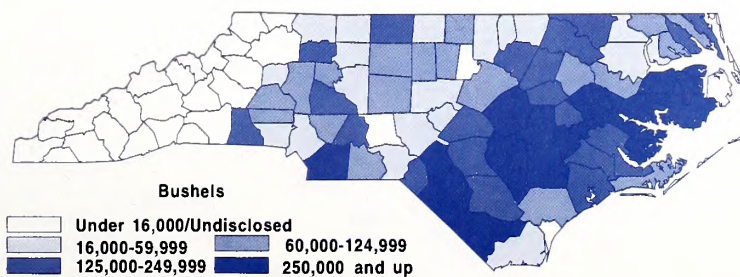 Bushels
Under 16,000/Undisclosed
16,000-59,999 60,000-124,999
125,000-249,999 250,000 and up